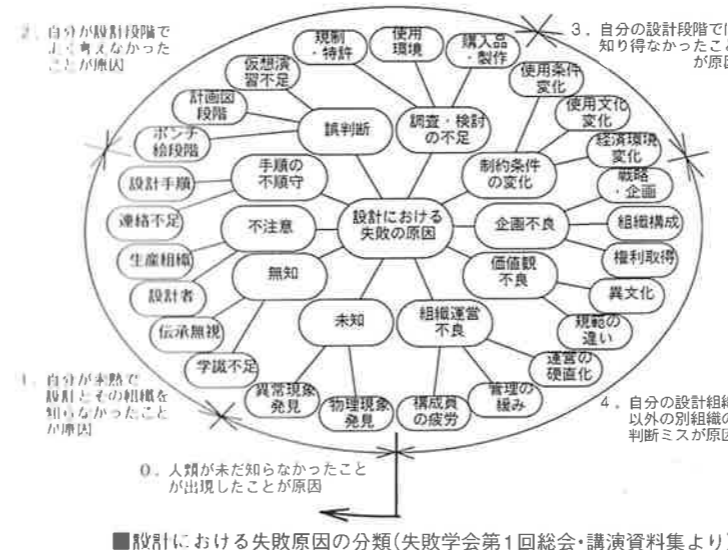 2. 自分が設計段階で
よく考えなかった
ことが原因
3. 自分の設計段階では
知り得なかったこと
が原因
規制
・特許
使用
環境
購入品
・製作
仮想演
習不足
使用条件
変化
計画図
段階
使用文化
変化
ポンチ
絵段階
誤判断
調査・検討
の不足
経済環境
変化
設計手順
手順の
不順守
制約条件
の変化
戦略
・企画
連絡不足
不注意
設計における
失敗の原因
企画不良
組織構成
生産組織
無知
価値観
不良
権利取得
設計者
未知
組織運営
不良
異文化
伝承無視
規範の
違い
学識不足
運営の
硬直化
異常現象
発見
物理現象
発見
構成員
の疲労
管理の
緩み
1. 自分が未熟で
設計とその組織を
知らなかったこと
が原因
4. 自分の設計組織
以外の別組織の
判断ミスが原因
0. 人類が未だ知らなかったこと
が出現したことが原因
■設計における失敗原因の分類(失敗学会第1回総会・講演資料集より)